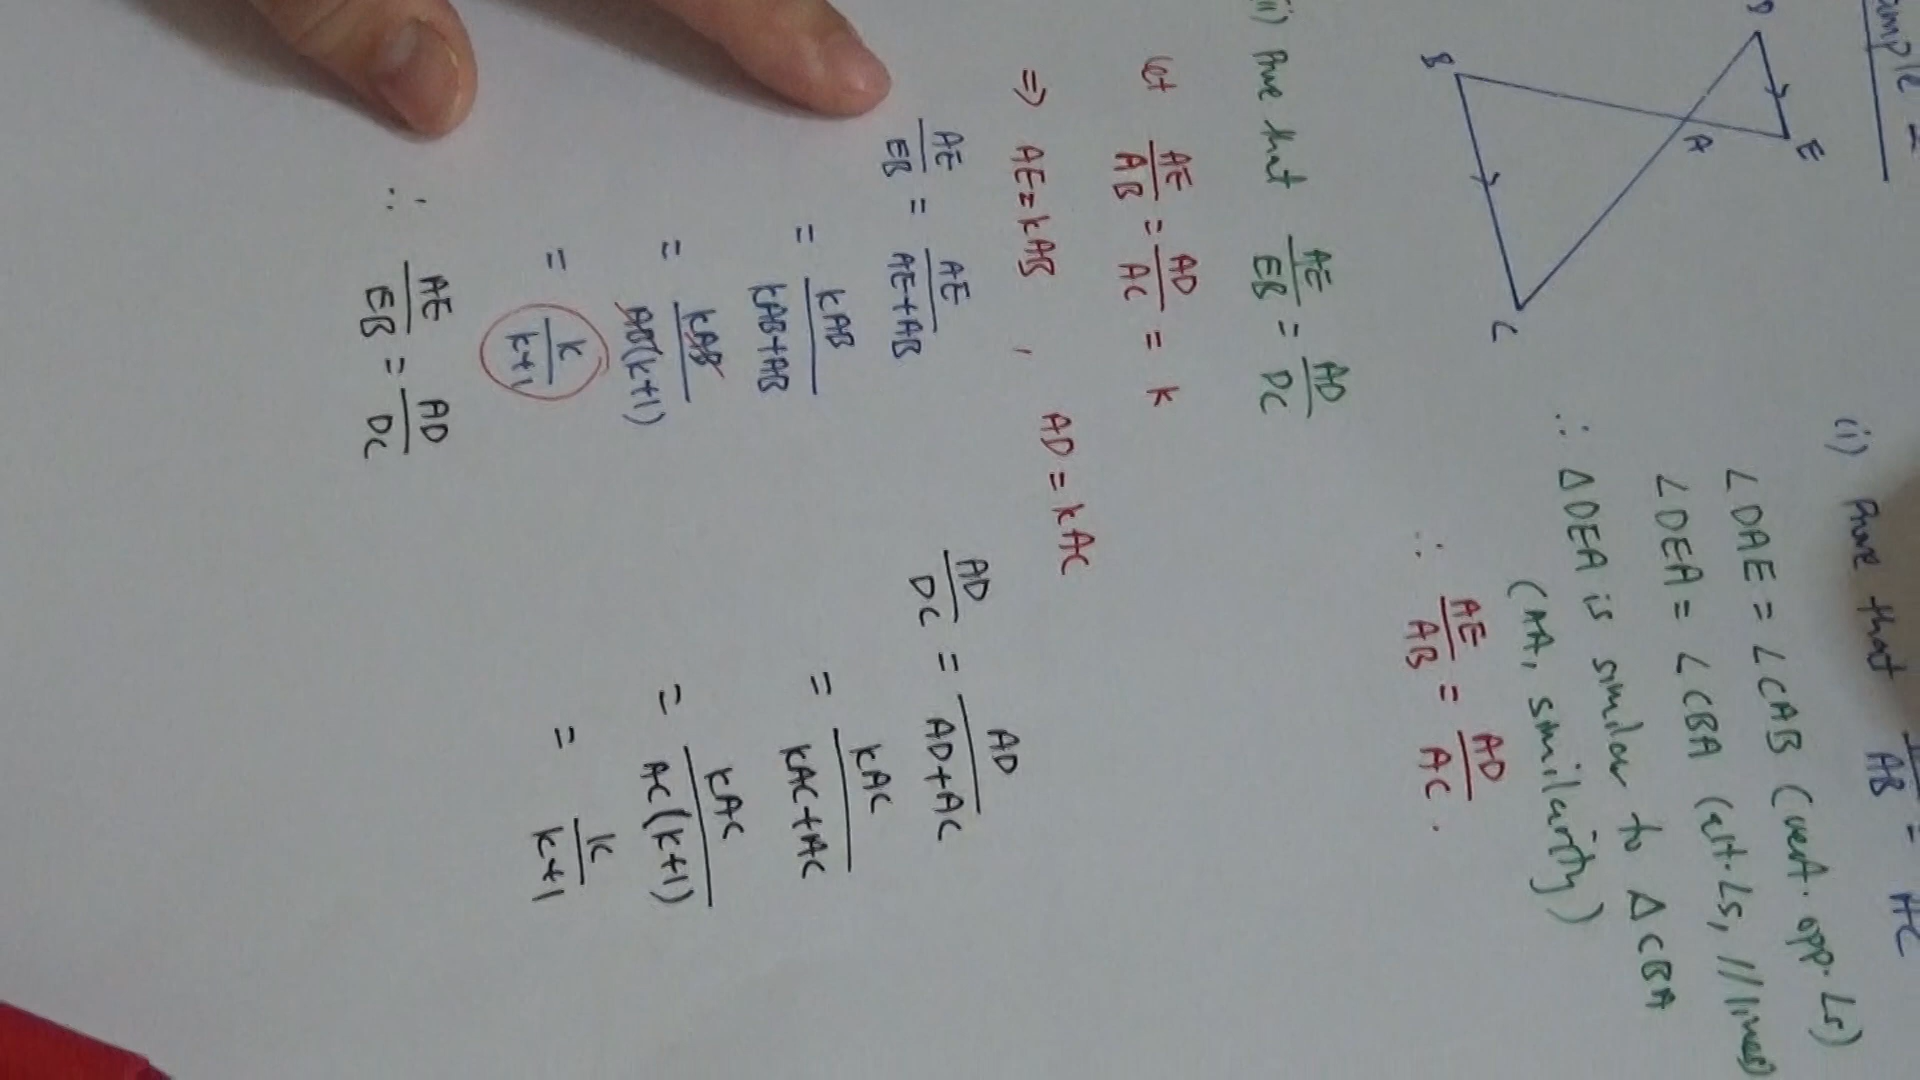 D
E
A
B
C
(i) Prove that
AB = AC
∠DAE = ∠CAB (vert. opp. ∠s)
∠DEA = ∠CBA (alt. ∠s, // lines)
∴ ΔDEA is similar to ΔCBA
(AA, similarity)
∴ AE/AB = AD/AC.
ii) Prove that AE/EB = AD/DC
let AE/AB = AD/AC = k
⇒ AE = kAB , AD = kAC
AE/EB = AE/AE+AB
= kAB/kAB+AB
= kAB/AB(k+1)
= k/k+1
AD/DC = AD/AD+AC
= kAC/kAC+AC
= kAC/AC(k+1)
= k/k+1
∴ AE/EB = AD/DC